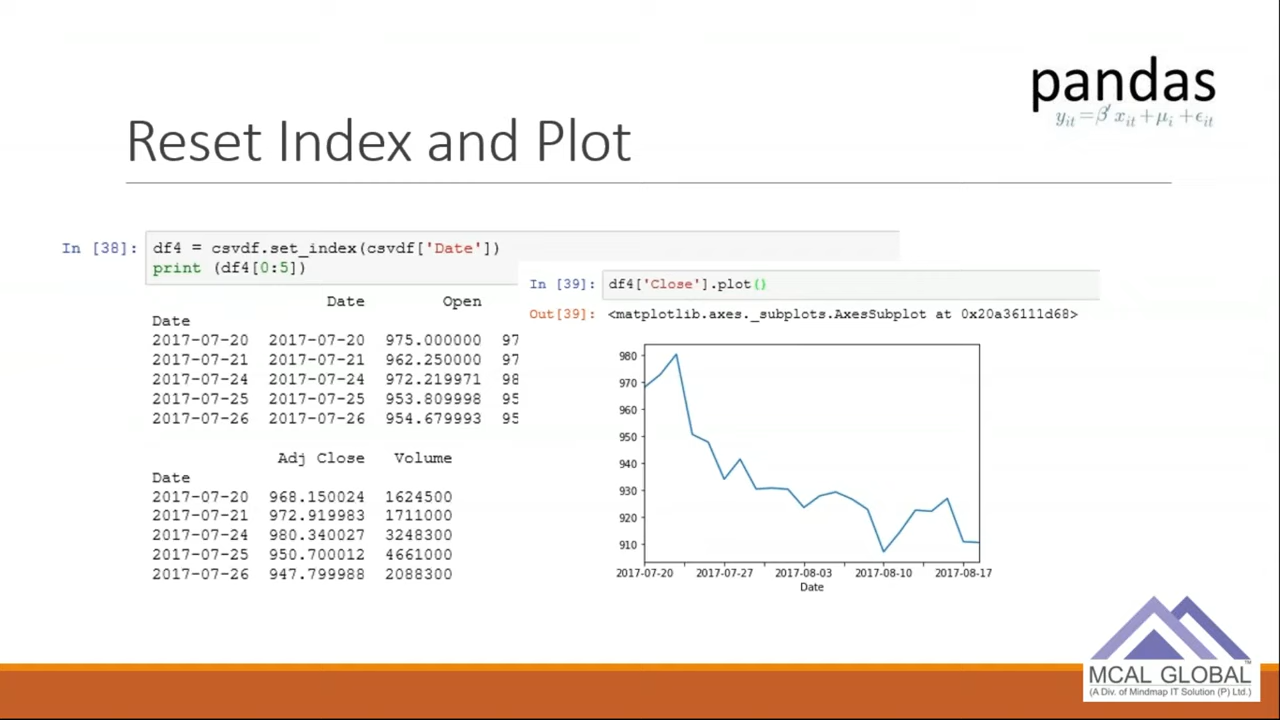 pandas
y_it = β′ x_it + μ_i + ϵ_it
Reset Index and Plot
In [38]: df4 = csvdf.set_index(csvdf['Date'])
print (df4[0:5])
Date Open
Date
2017-07-20 2017-07-20 975.000000 97
2017-07-21 2017-07-21 962.250000 97
2017-07-24 2017-07-24 972.219971 98
2017-07-25 2017-07-25 953.809998 95
2017-07-26 2017-07-26 954.679993 95
Adj Close Volume
Date
2017-07-20 968.150024 1624500
2017-07-21 972.919983 1711000
2017-07-24 980.340027 3248300
2017-07-25 950.700012 4661000
2017-07-26 947.799988 2088300
In [39]: df4['Close'].plot()
Out[39]: <matplotlib.axes._subplots.AxesSubplot at 0x20a36111d68>
980
970
960
950
940
930
920
910
2017-07-20 2017-07-27 2017-08-03 2017-08-10 2017-08-17
Date
MCAL GLOBAL™
(A Div. of Mindmap IT Solution (P) Ltd.)